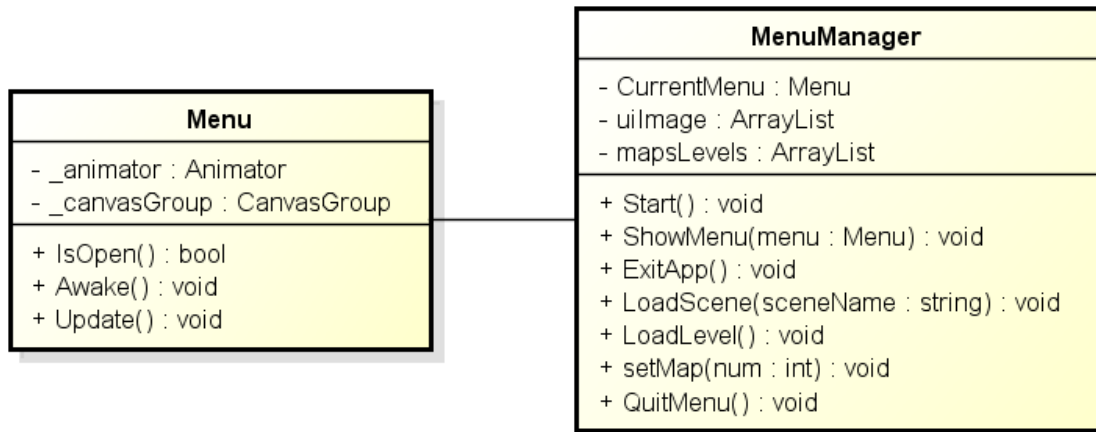 Menu
- _animator : Animator
- _canvasGroup : CanvasGroup
+ IsOpen() : bool
+ Awake() : void
+ Update() : void
MenuManager
- CurrentMenu : Menu
- uiImage : ArrayList
- mapsLevels : ArrayList
+ Start() : void
+ ShowMenu(menu : Menu) : void
+ ExitApp() : void
+ LoadScene(sceneName : string) : void
+ LoadLevel() : void
+ setMap(num : int) : void
+ QuitMenu() : void